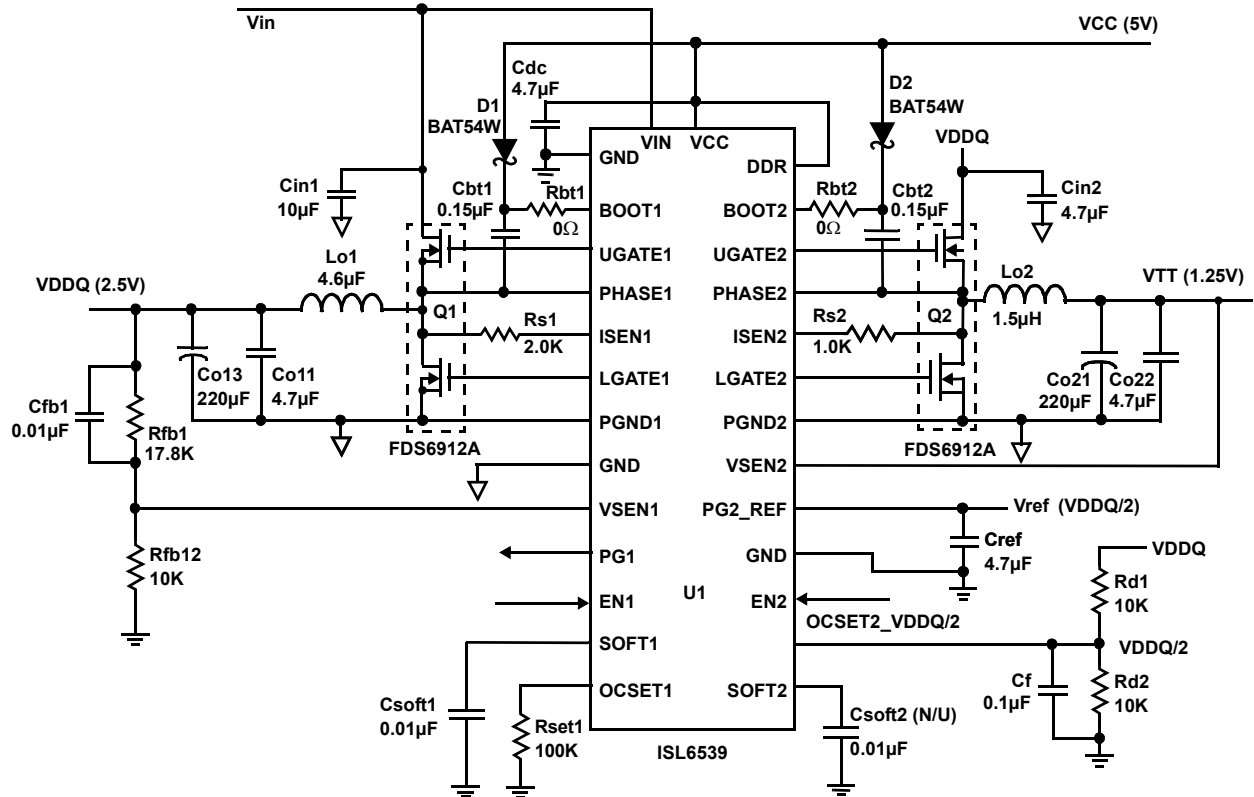 Vin
VCC (5V)
Cdc
4.7µF
D1
BAT54W
D2
BAT54W
VDDQ
VIN
VCC
GND
DDR
Cin1
10µF
Cbt1
0.15µF
Rbt1
0Ω
BOOT1
BOOT2
Rbt2
0Ω
Cbt2
0.15µF
Cin2
4.7µF
UGATE1
UGATE2
Lo1
4.6µF
VDDQ (2.5V)
PHASE1
PHASE2
Lo2
1.5µH
VTT (1.25V)
Q1
Rs1
2.0K
ISEN1
ISEN2
Rs2
1.0K
Q2
Co13
220µF
Co11
4.7µF
LGATE1
LGATE2
Co21
220µF
Co22
4.7µF
Cfb1
0.01µF
Rfb1
17.8K
PGND1
PGND2
FDS6912A
FDS6912A
GND
VSEN2
VSEN1
PG2_REF
Vref (VDDQ/2)
Rfb12
10K
PG1
GND
Cref
4.7µF
VDDQ
U1
EN1
EN2
OCSET2_VDDQ/2
Rd1
10K
SOFT1
VDDQ/2
Csoft1
0.01µF
OCSET1
SOFT2
Cf
0.1µF
Rd2
10K
Rset1
100K
Csoft2 (N/U)
0.01µF
ISL6539